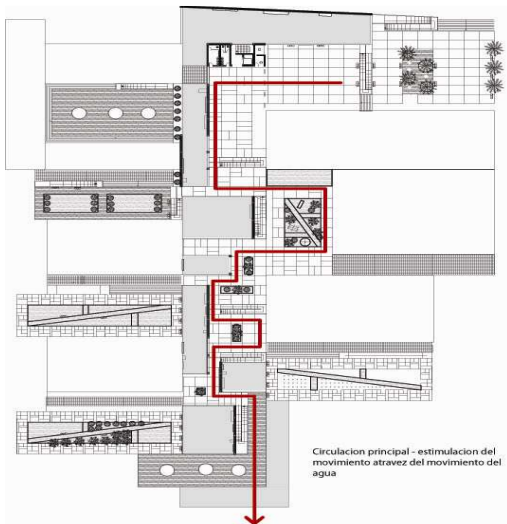 Circulacion principal - estimulacion del
movimiento atravez del movimiento del
agua